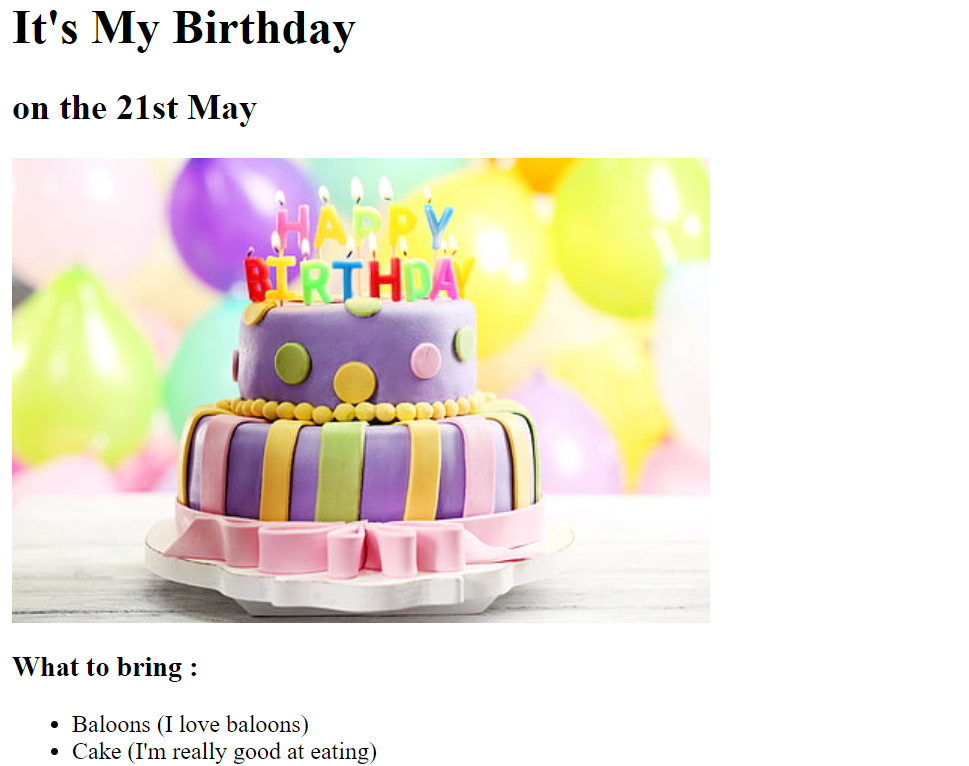 It's My Birthday
on the 21st May
HAPPY
BIRTHDAY
What to bring :
Baloons (I love baloons)
Cake (I'm really good at eating)